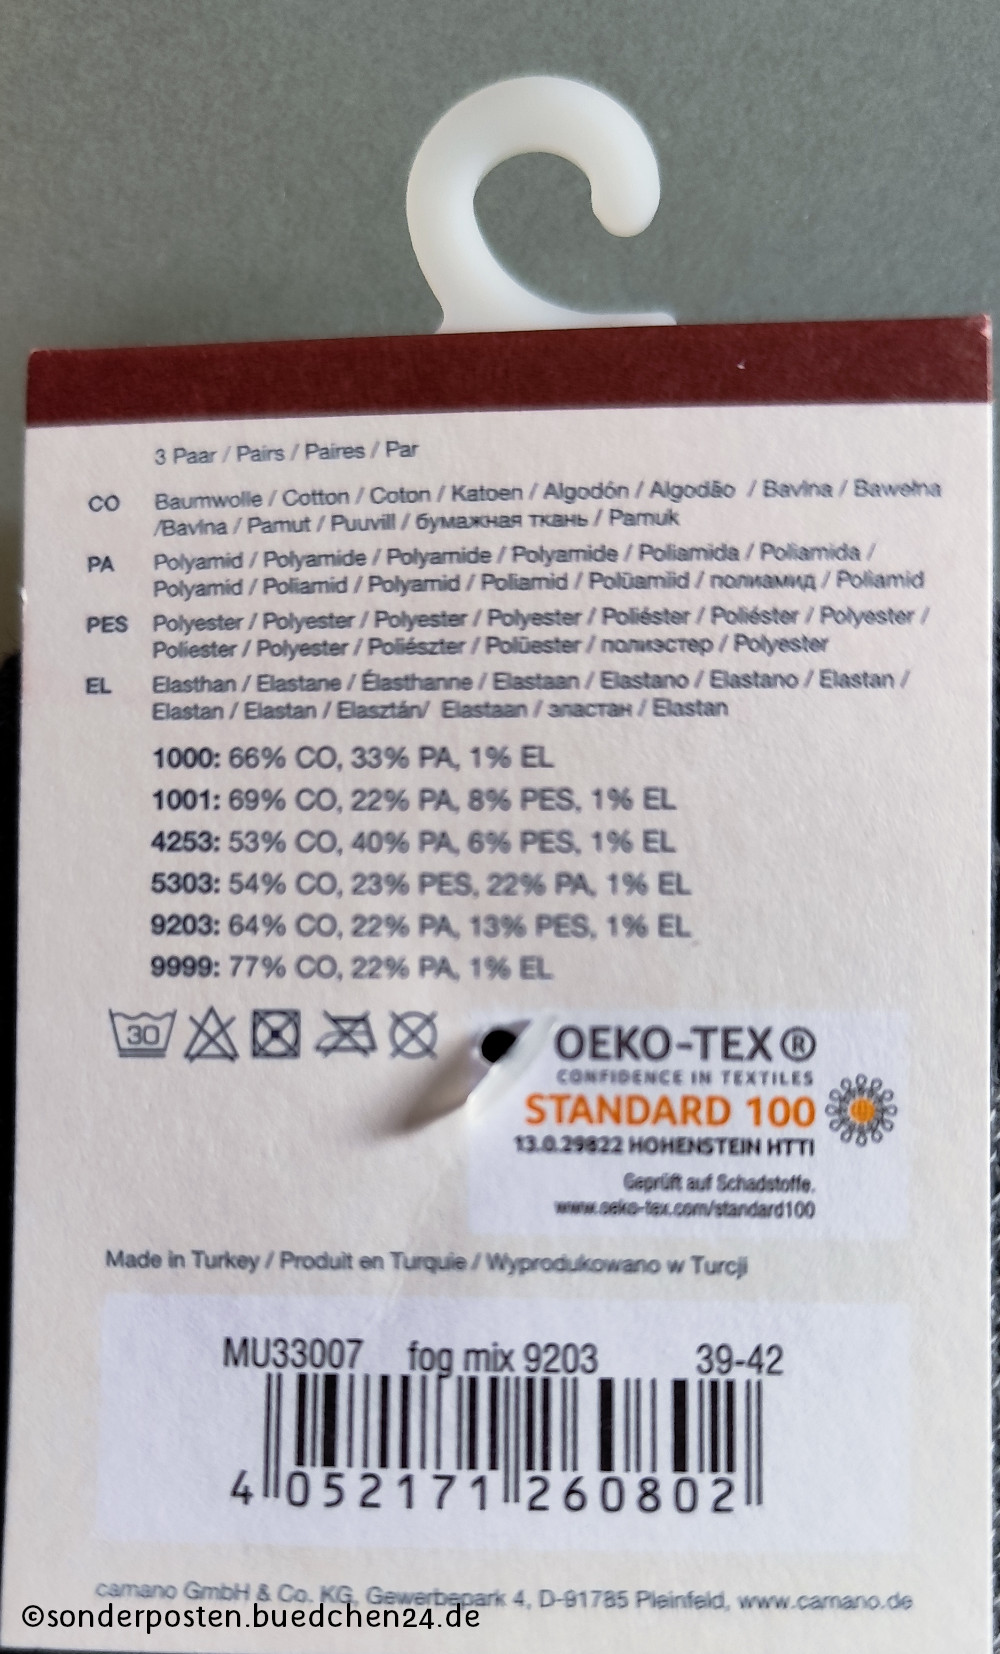 3 Paar / Pairs / Paires / Par
CO Baumwolle / Cotton / Coton / Katoen / Algodón / Algodão / Bavlna / Bawełna
/Bavlna / Pamut / Puuvill / бумажная ткань / Pamuk
PA Polyamid / Polyamide / Polyamide / Polyamide / Poliamida / Poliamida /
Polyamid / Poliamid / Polyamid / Poliamid / Polüamiid / полиамид / Poliamid
PES Polyester / Polyester / Polyester / Polyester / Poliéster / Poliéster / Polyester /
Poliester / Polyester / Poliészter / Polüester / полиэстер / Polyester
EL Elasthan / Elastane / Élasthanne / Elastaan / Elastano / Elastano / Elastan /
Elastan / Elastan / Elasztán/ Elastaan / эластан / Elastan
1000: 66% CO, 33% PA, 1% EL
1001: 69% CO, 22% PA, 8% PES, 1% EL
4253: 53% CO, 40% PA, 6% PES, 1% EL
5303: 54% CO, 23% PES, 22% PA, 1% EL
9203: 64% CO, 22% PA, 13% PES, 1% EL
9999: 77% CO, 22% PA, 1% EL
30
OEKO-TEX®
CONFIDENCE IN TEXTILES
STANDARD 100
13.0.29822 HOHENSTEIN HTTI
Geprüft auf Schadstoffe.
www.oeko-tex.com/standard100
Made in Turkey / Produit en Turquie / Wyprodukowano w Turcji
MU33007 fog mix 9203 39-42
4 052171 260802
camano GmbH & Co. KG, Gewerbepark 4, D-91785 Pleinfeld, www.camano.de
©sonderposten.buedchen24.de